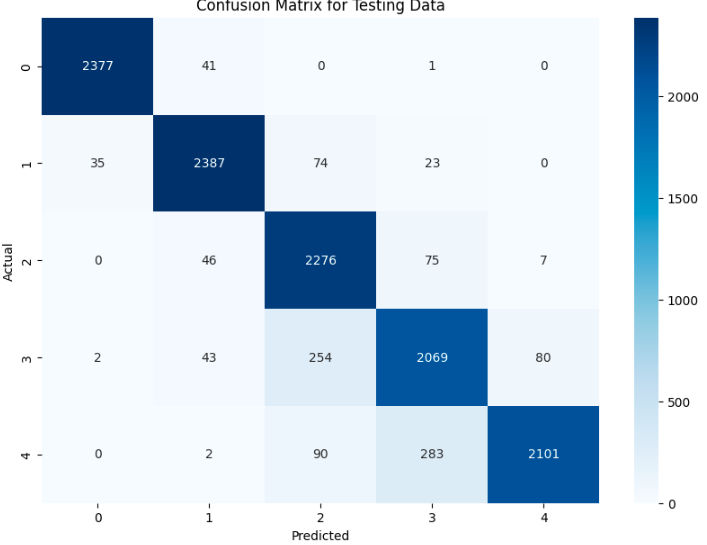 Confusion Matrix for Testing Data
0 2377 41 0 1 0
1 35 2387 74 23 0
2 0 46 2276 75 7
3 2 43 254 2069 80
4 0 2 90 283 2101
0 1 2 3 4
Predicted
Actual
2000
1500
1000
500
0